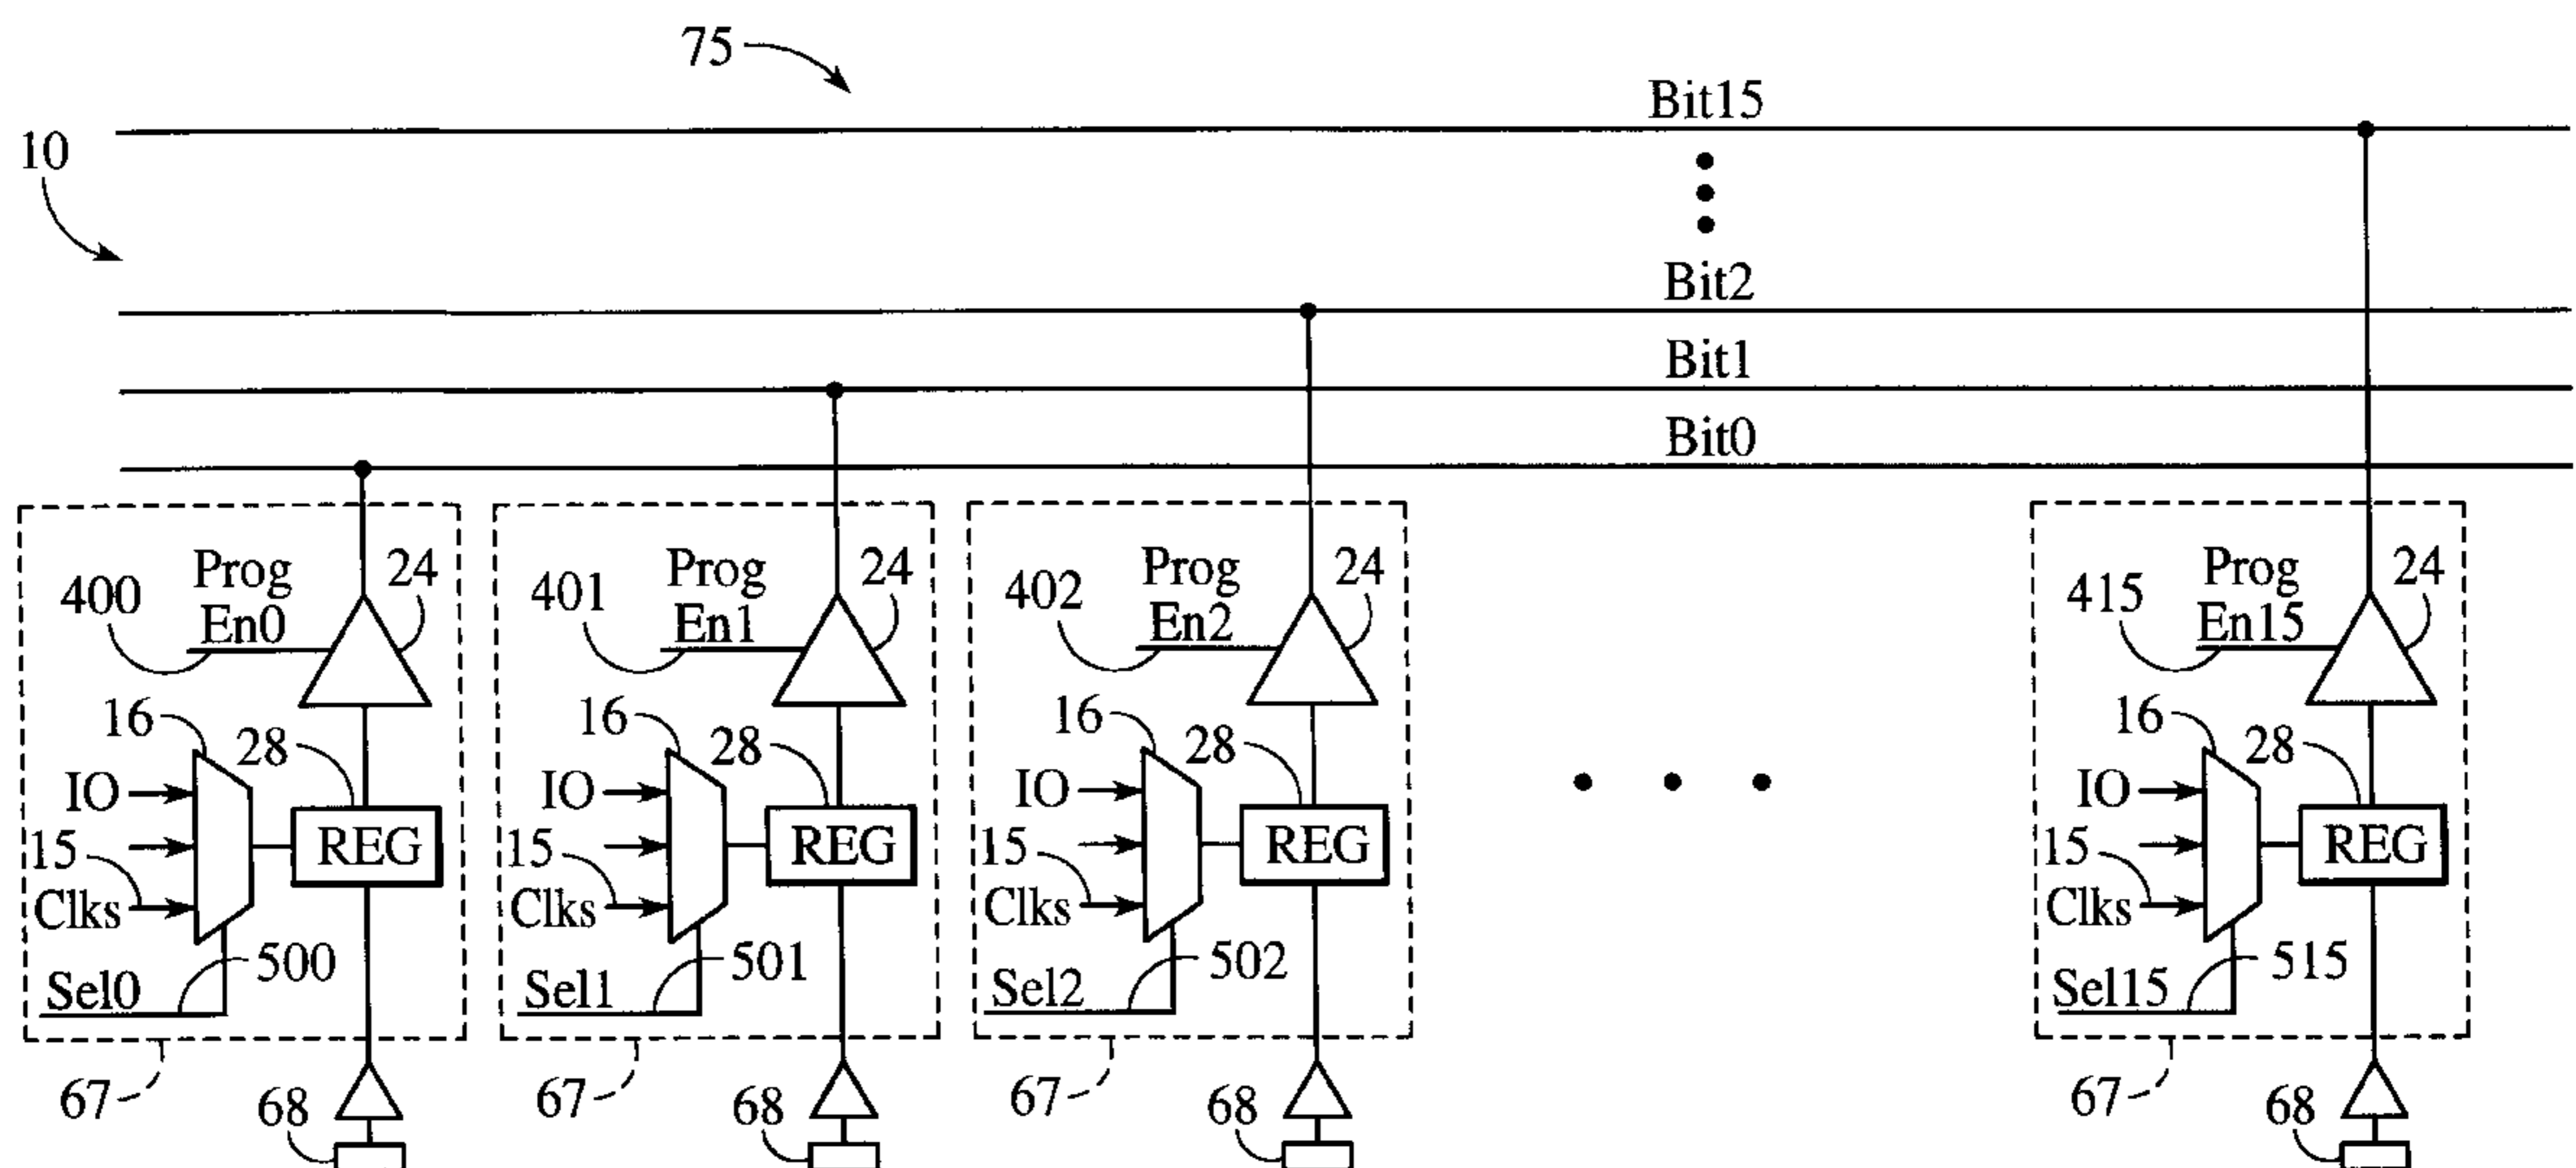 75
Bit15
10
Bit2
Bit1
Bit0
Prog
En0
400
24
16
28
IO
REG
15
Clks
Sel0
500
67
68
Prog
En1
401
24
16
28
IO
REG
15
Clks
Sel1
501
67
68
Prog
En2
402
24
16
28
IO
REG
15
Clks
Sel2
502
67
68
Prog
En15
415
24
16
28
IO
REG
15
Clks
Sel15
515
67
68